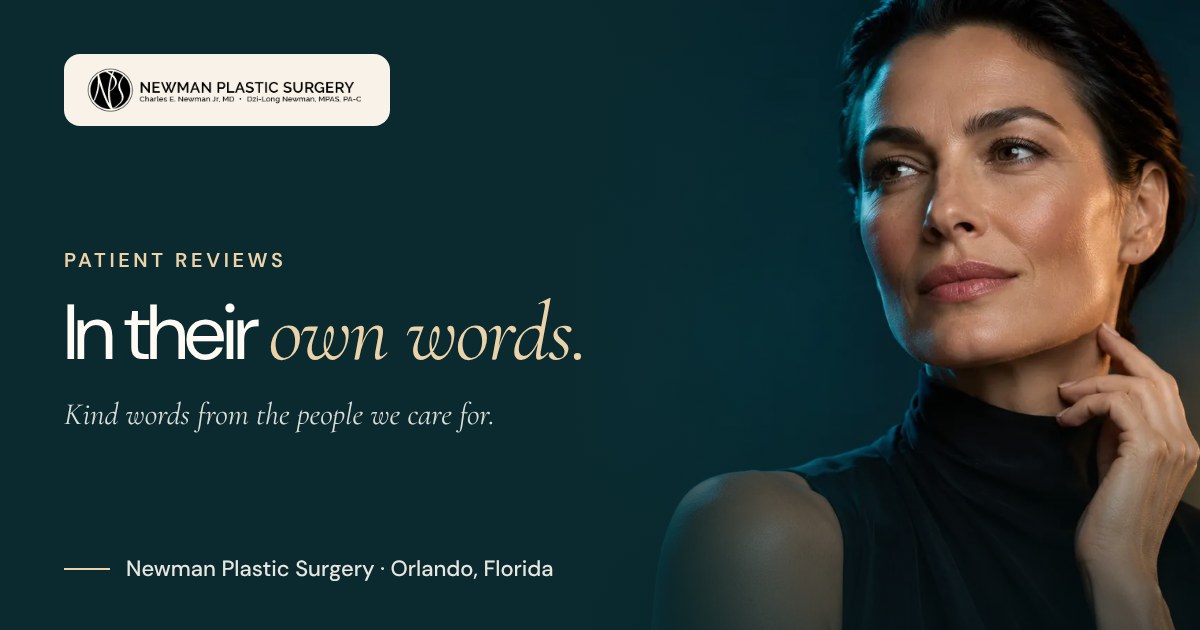 NPS
NEWMAN PLASTIC SURGERY
Charles E. Newman Jr, MD • Dzi-Long Newman, MPAS, PA-C
PATIENT REVIEWS
In their own words.
Kind words from the people we care for.
Newman Plastic Surgery · Orlando, Florida